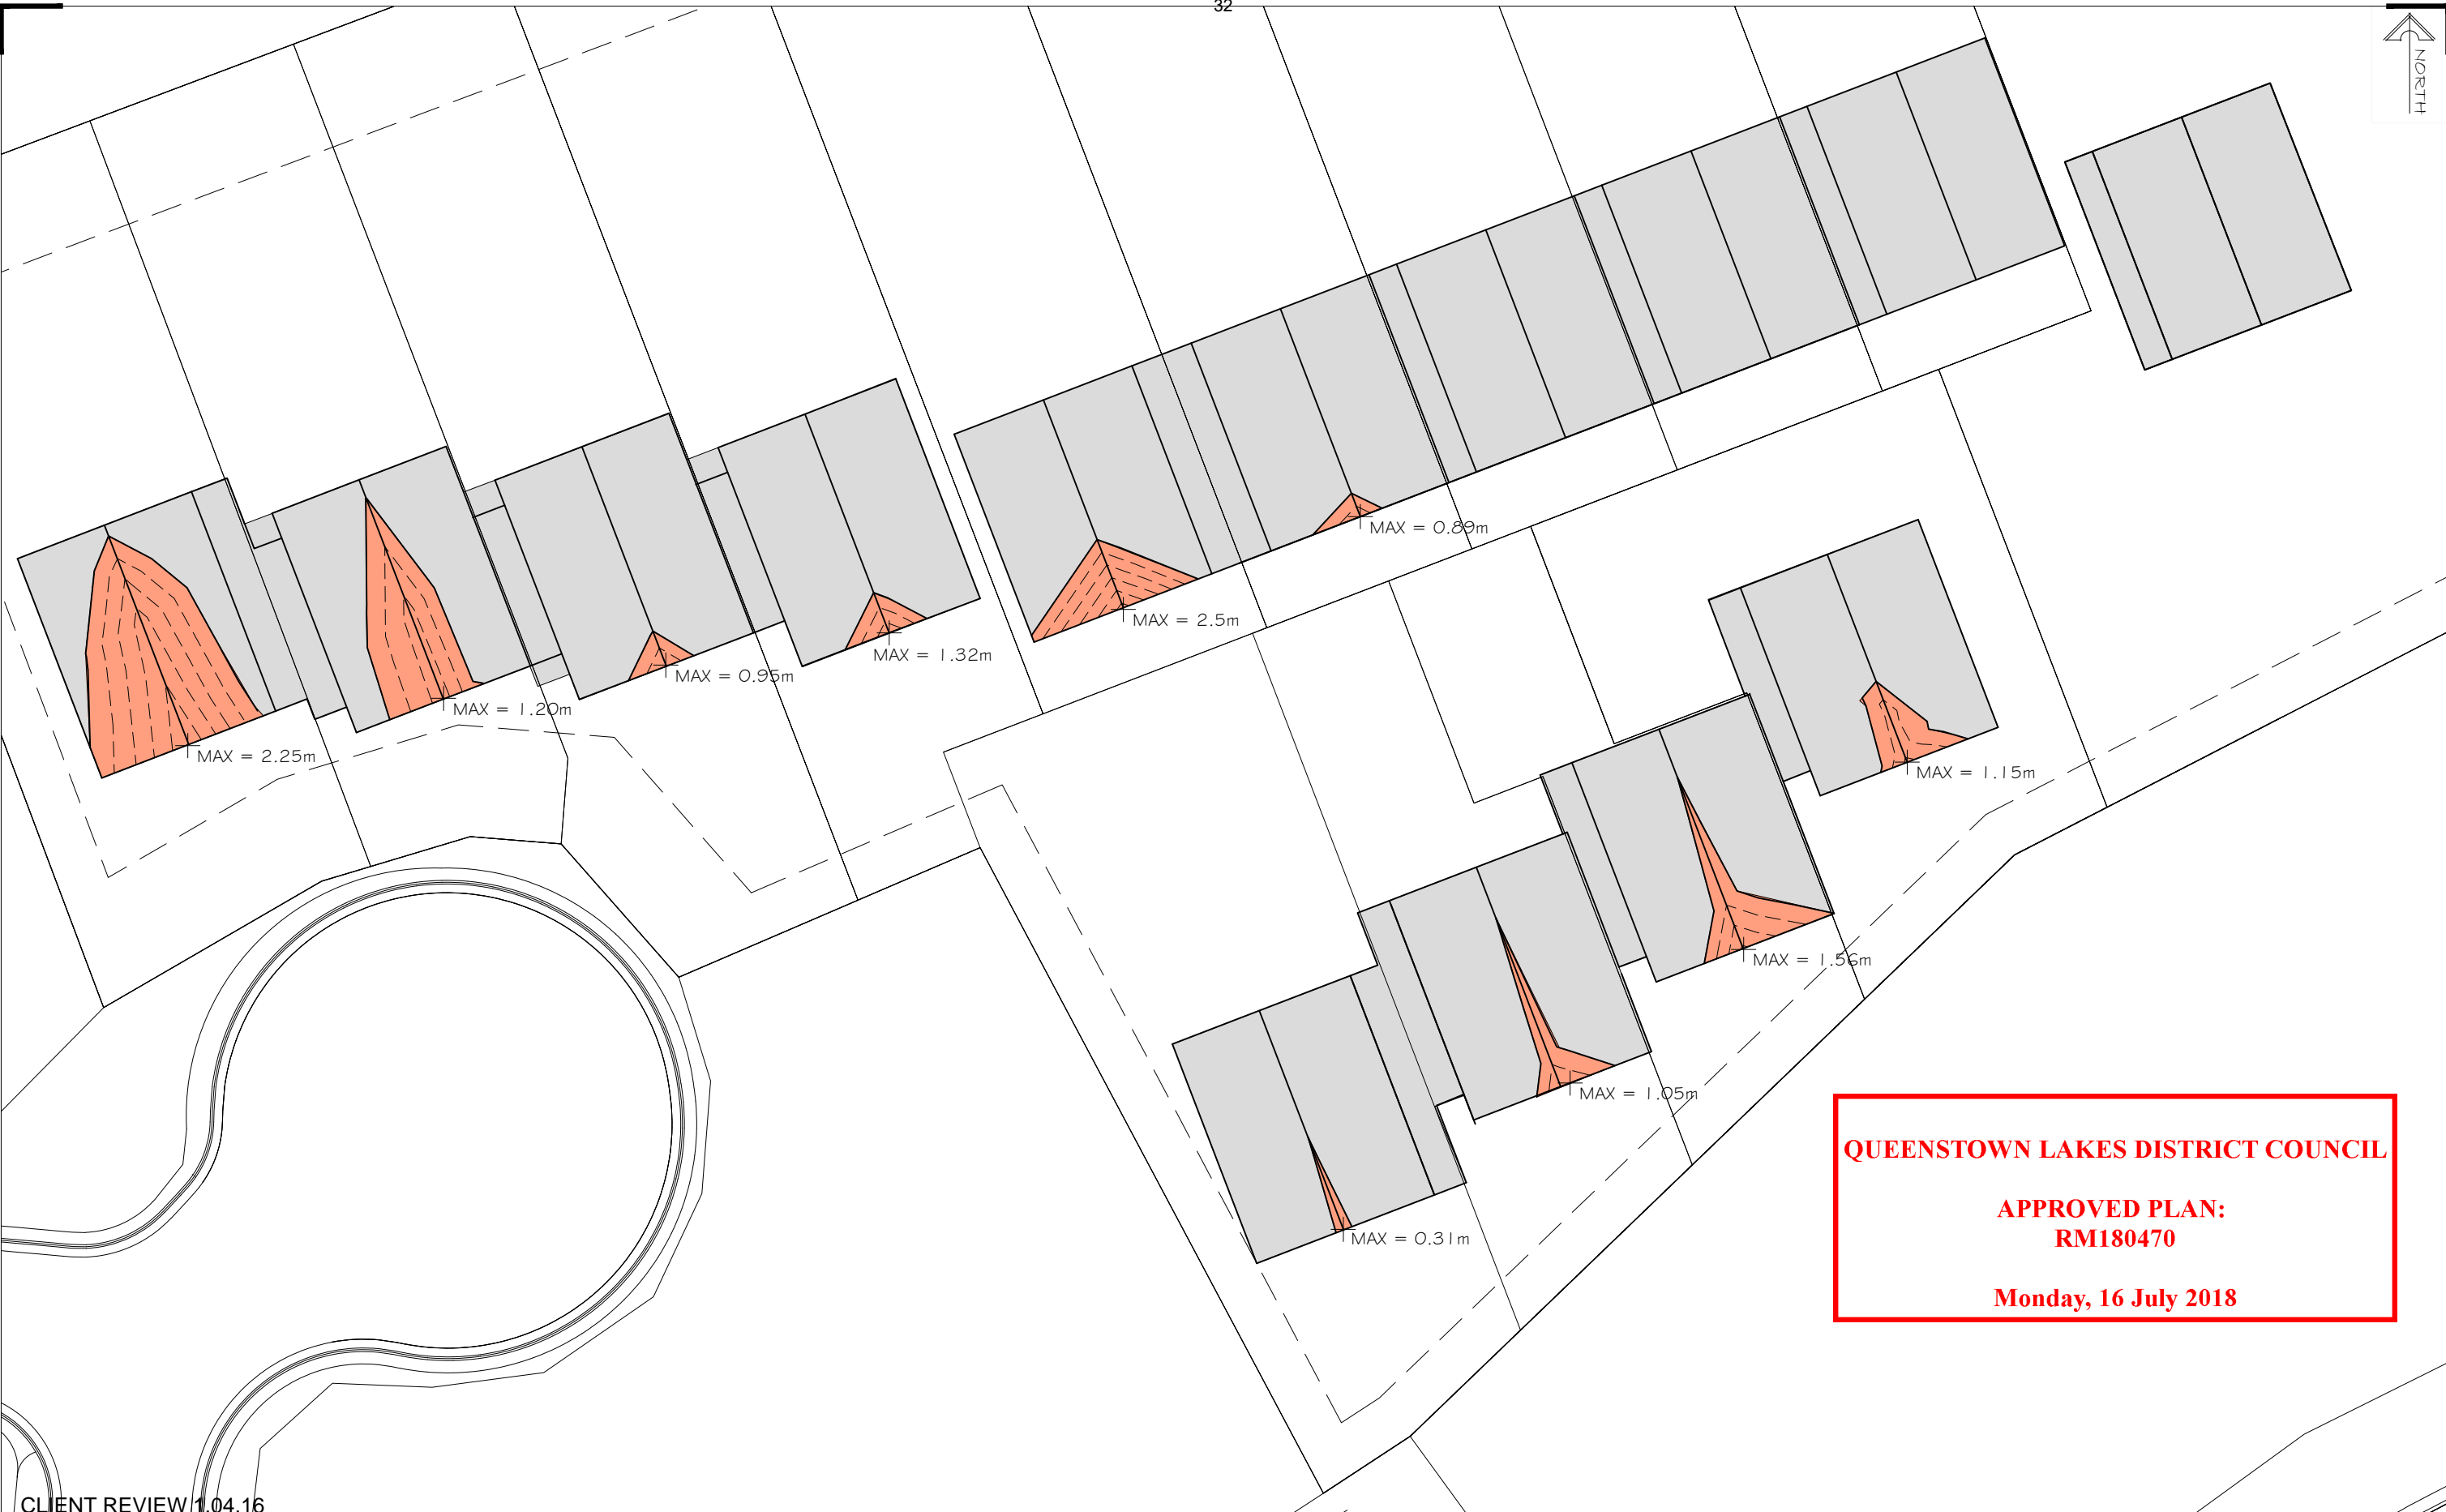 32
NORTH
MAX = 0.89m
MAX = 2.5m
MAX = 1.32m
MAX = 0.95m
MAX = 1.20m
MAX = 2.25m
MAX = 1.15m
MAX = 1.56m
MAX = 1.05m
MAX = 0.31m
QUEENSTOWN LAKES DISTRICT COUNCIL
APPROVED PLAN:
RM180470
Monday, 16 July 2018
CLIENT REVIEW 1.04.16